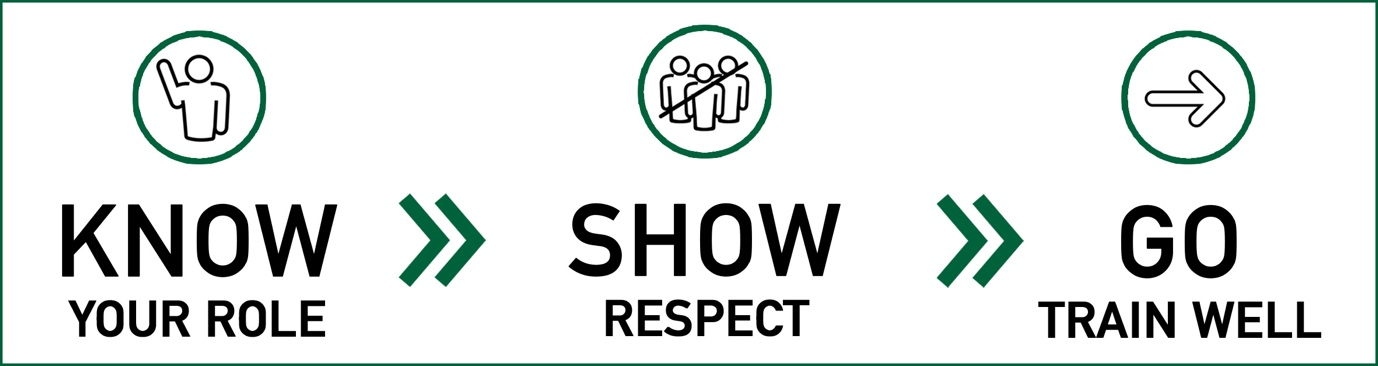 KNOW
YOUR ROLE
SHOW
RESPECT
GO
TRAIN WELL